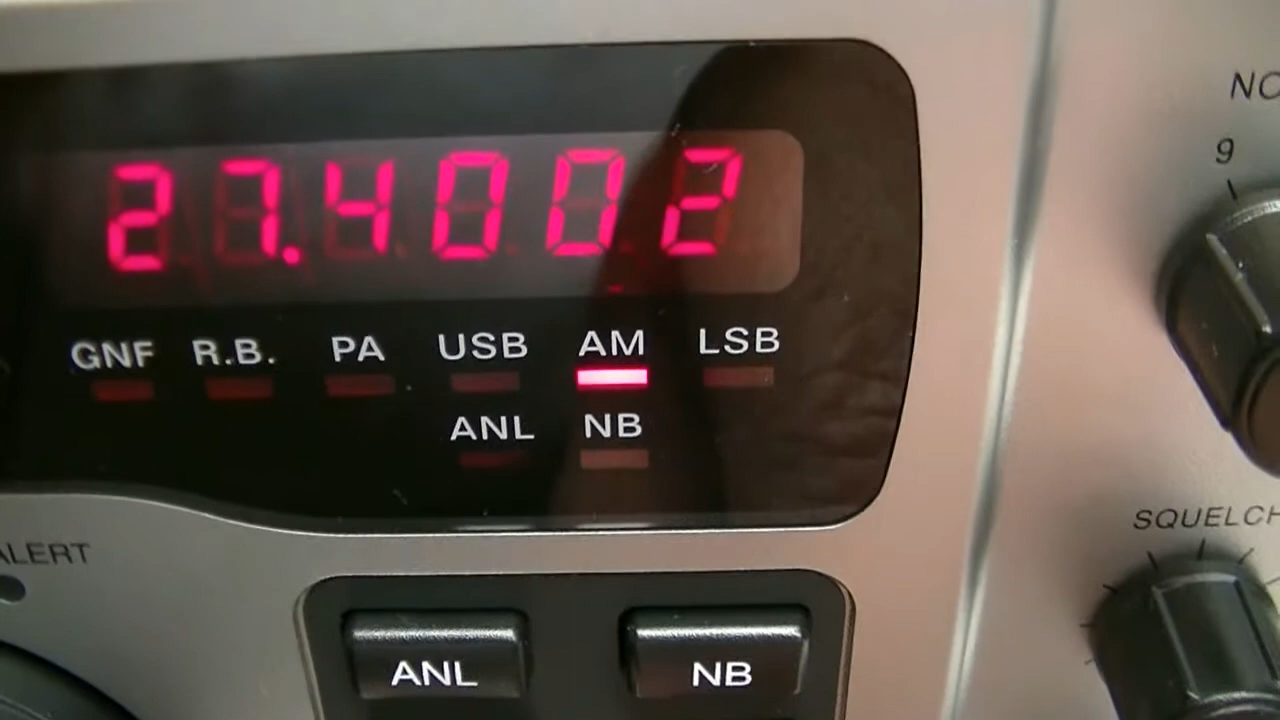 27.4002
GNF R.B. PA USB AM LSB
ANL NB
9
SQUELCH
ALERT
ANL NB